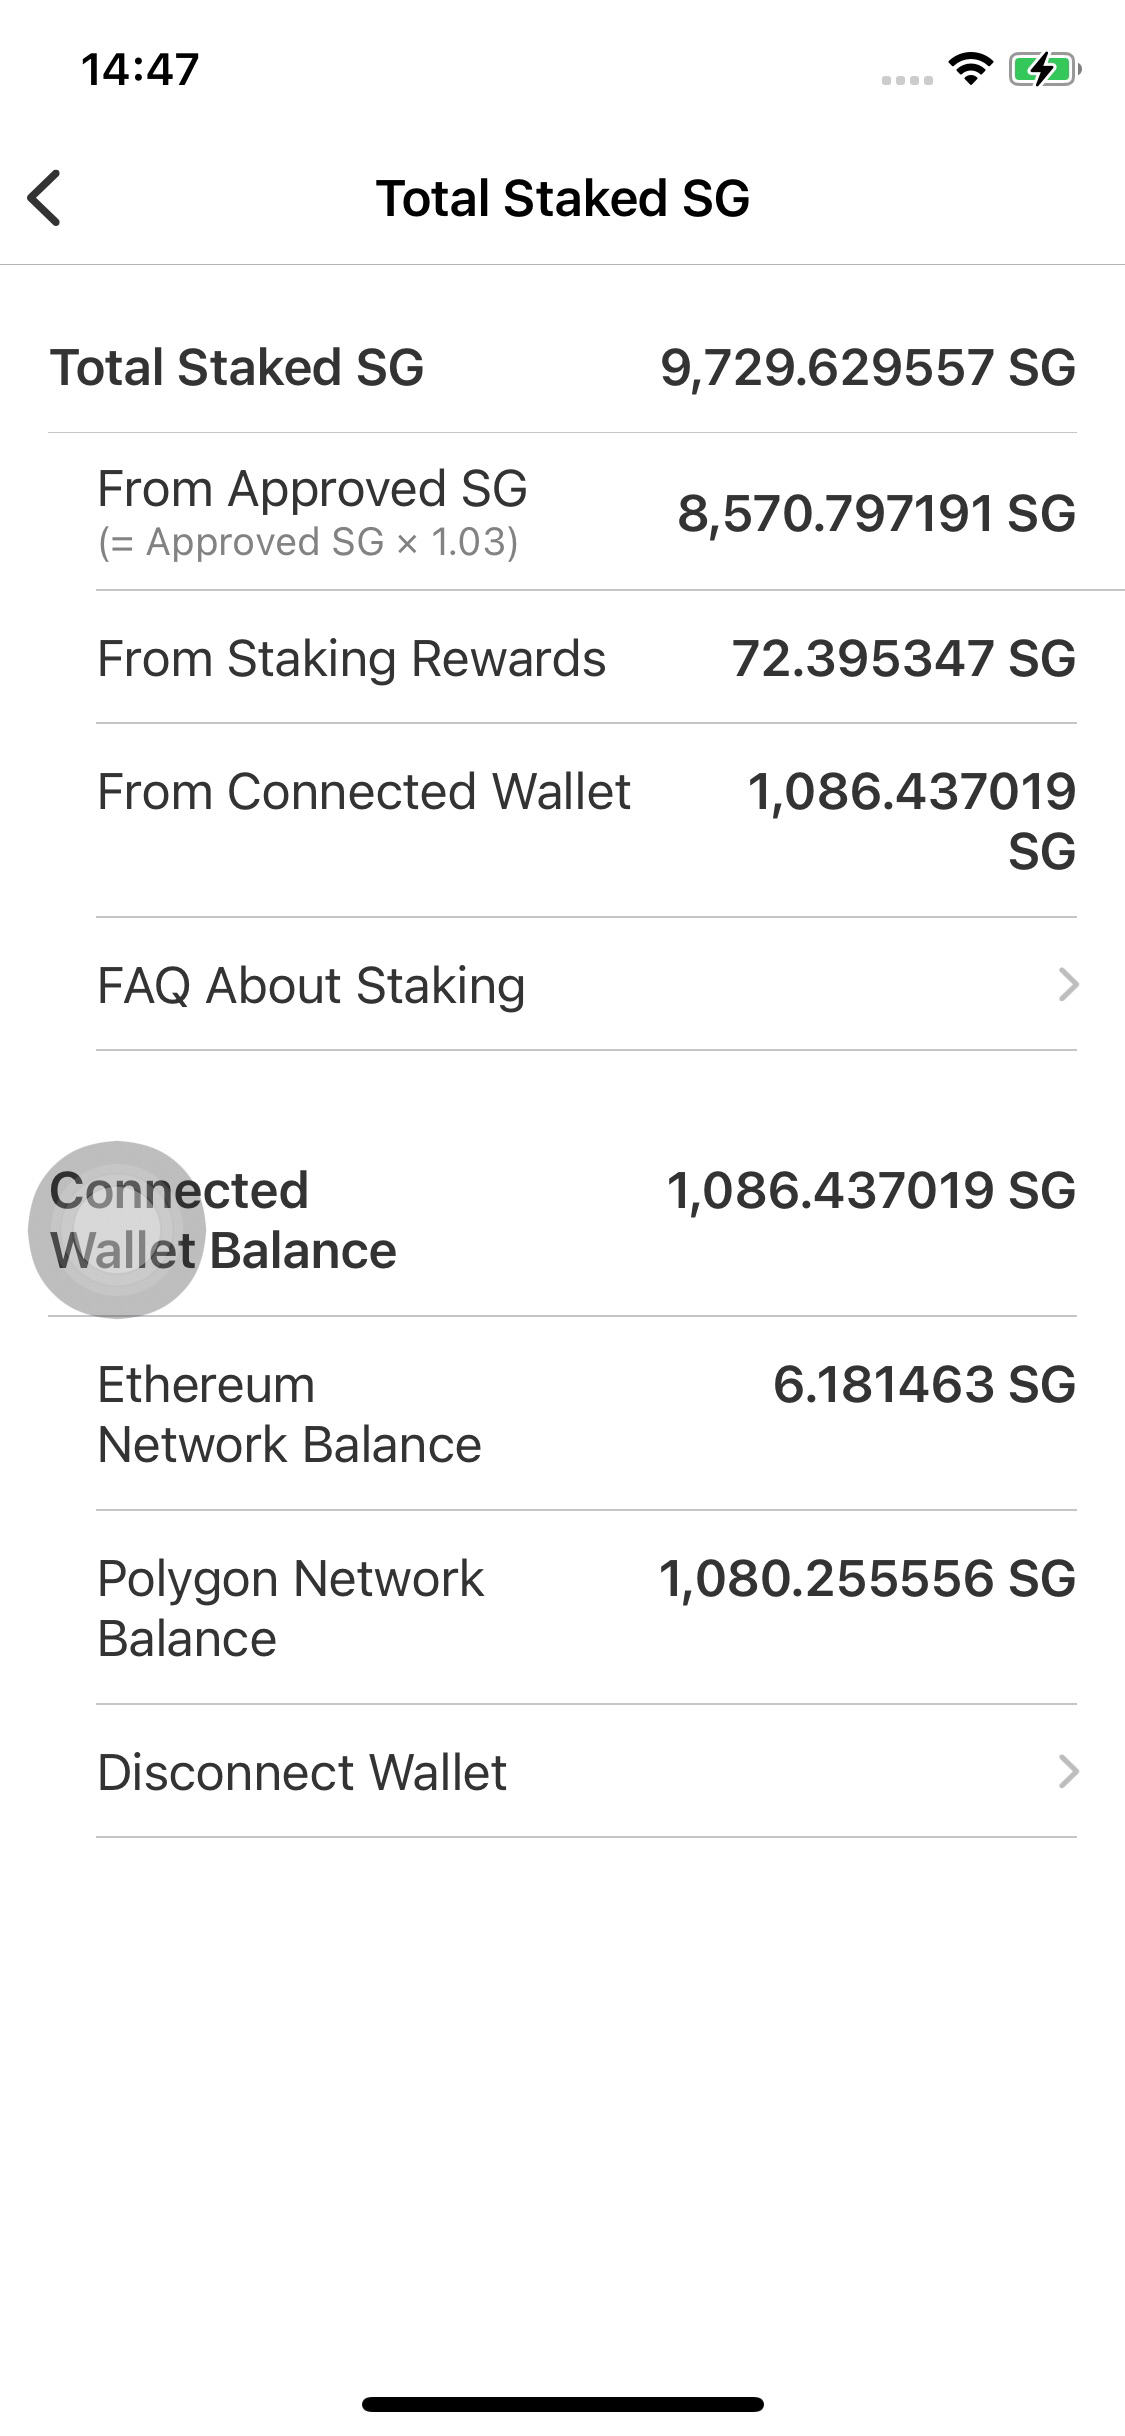 14:47
Total Staked SG
Total Staked SG 9,729.629557 SG
From Approved SG 8,570.797191 SG
(= Approved SG × 1.03)
From Staking Rewards 72.395347 SG
From Connected Wallet 1,086.437019
SG
FAQ About Staking
Connected 1,086.437019 SG
Wallet Balance
Ethereum 6.181463 SG
Network Balance
Polygon Network 1,080.255556 SG
Balance
Disconnect Wallet